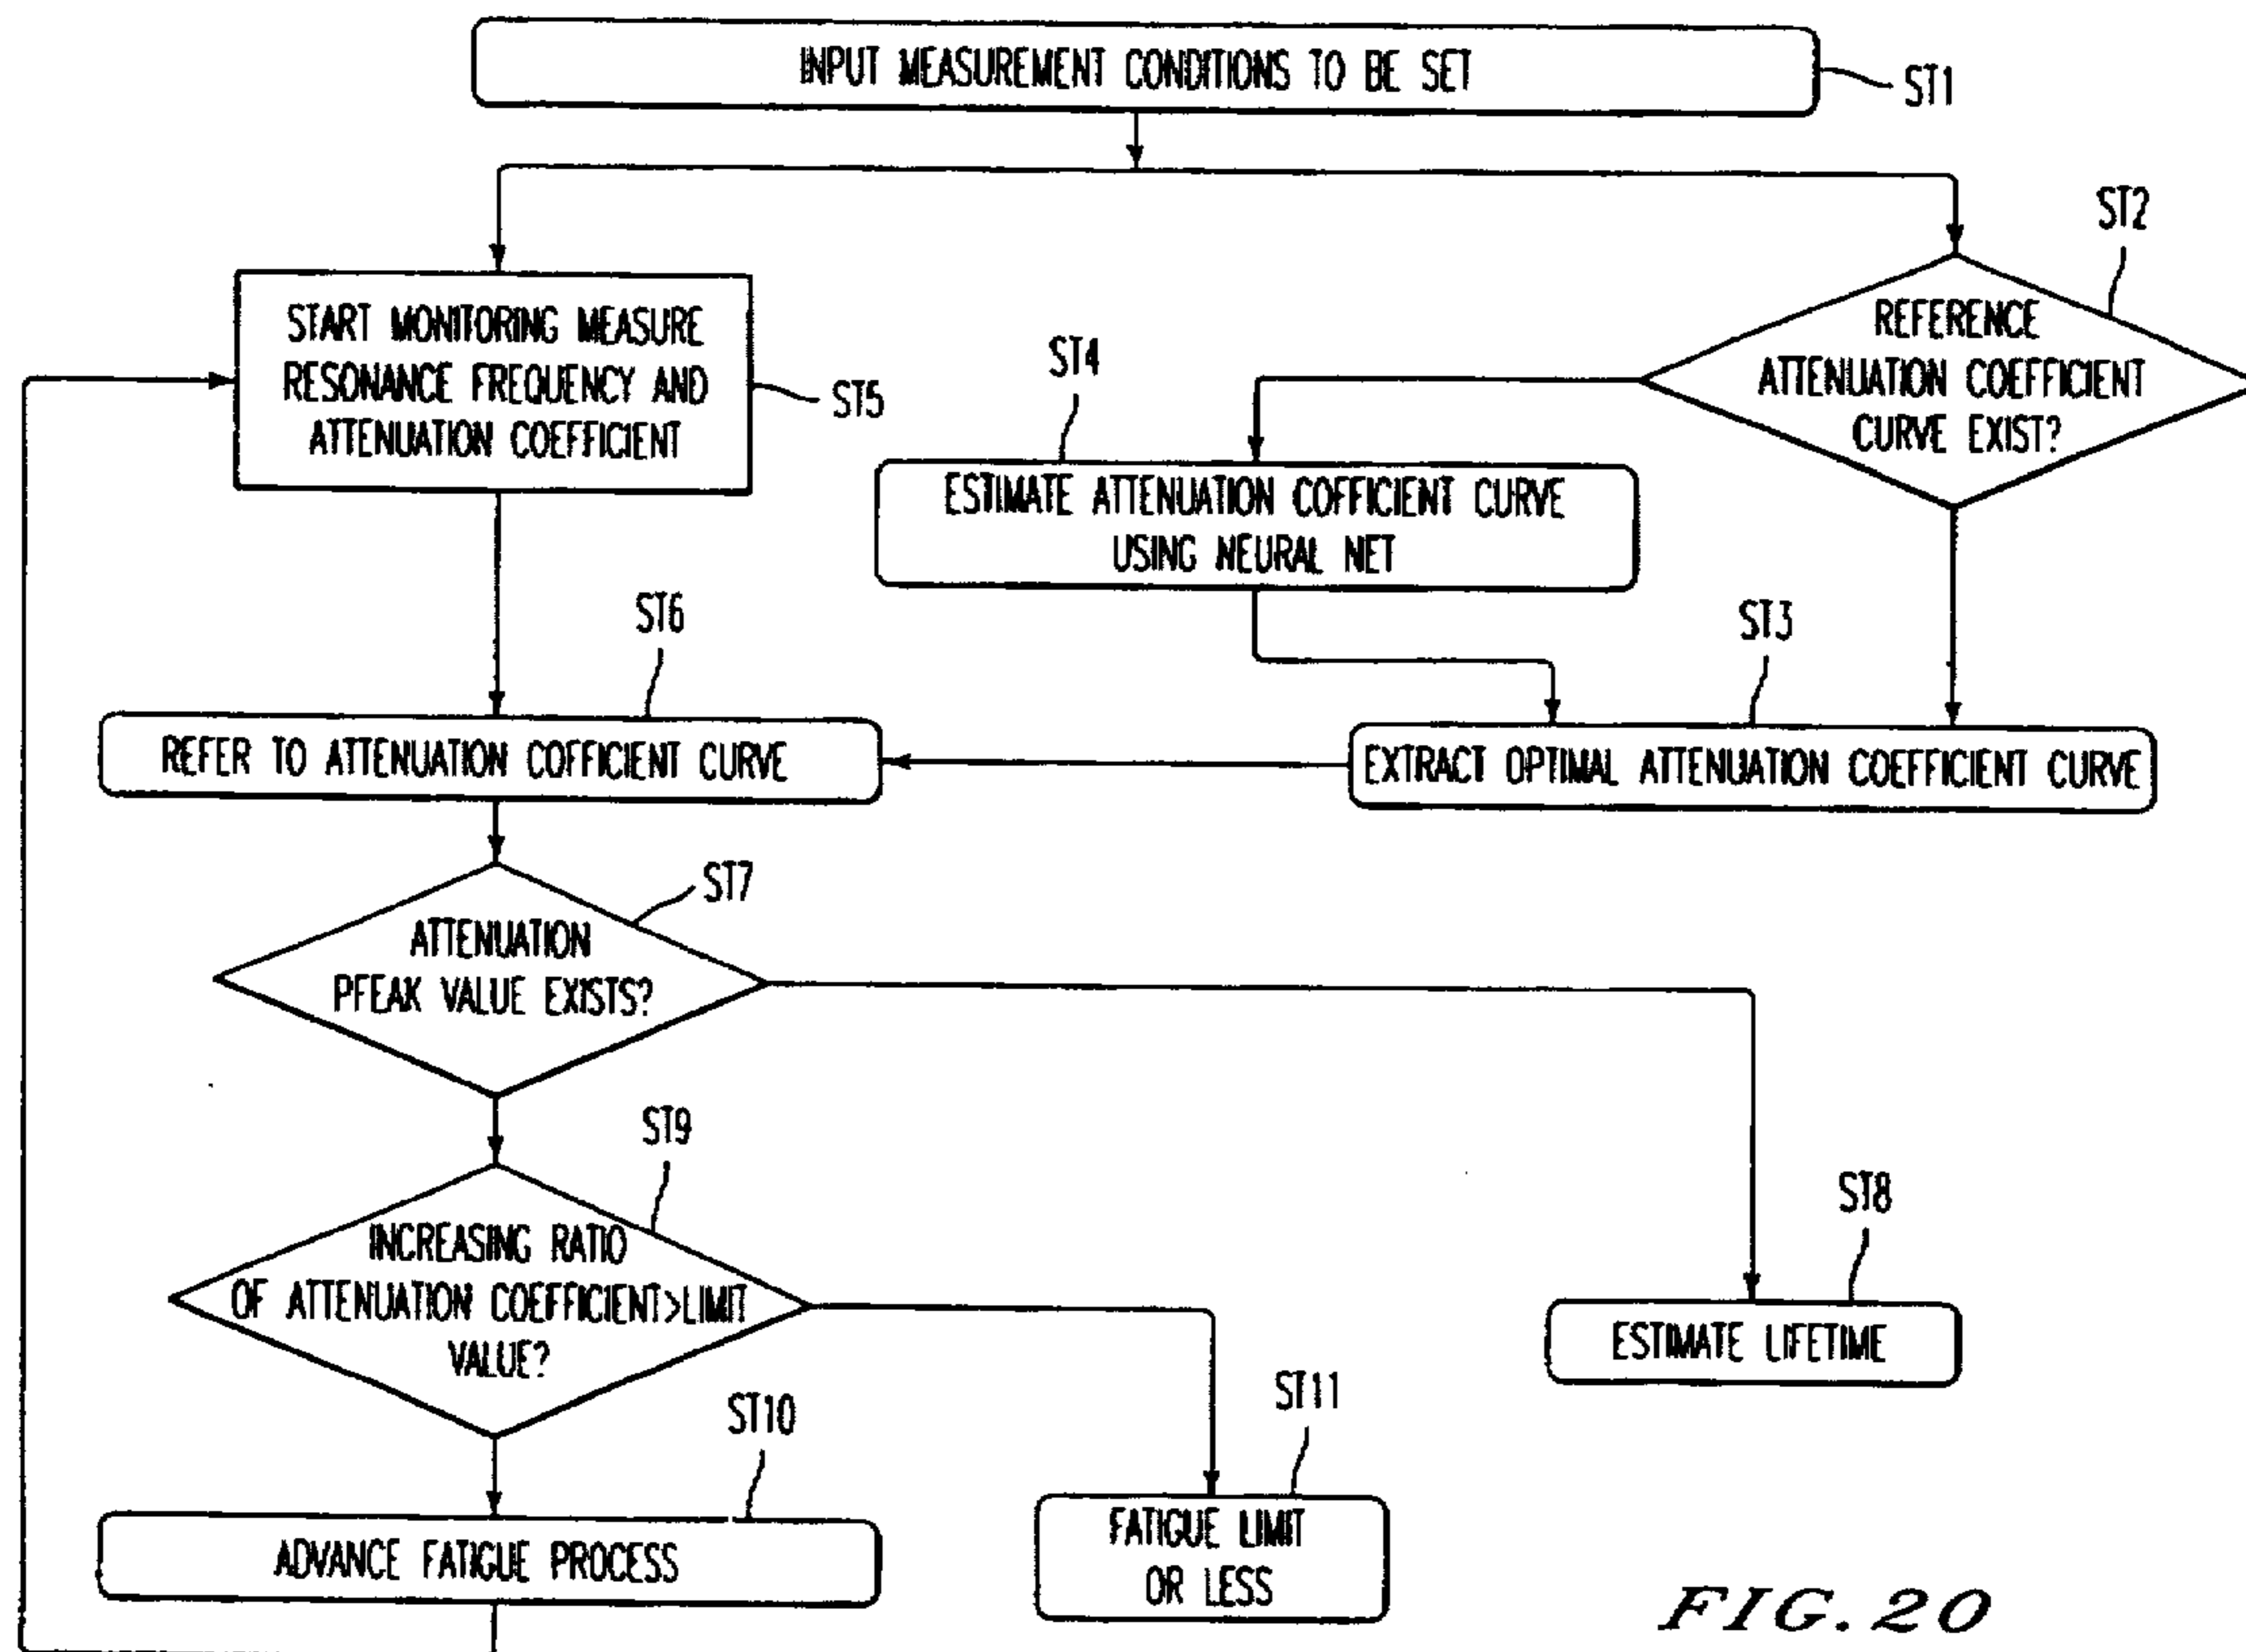 INPUT MEASUREMENT CONDITIONS TO BE SET
ST1
ST2
REFERENCE
ATTENUATION COEFFICIENT
CURVE EXIST?
START MONITORING MEASURE
RESONANCE FREQUENCY AND
ATTENUATION COEFFICIENT
ST5
ST4
ESTIMATE ATTENUATION COFFICIENT CURVE
USING NEURAL NET
ST6
REFER TO ATTENUATION COFFICIENT CURVE
ST3
EXTRACT OPTIMAL ATTENUATION COEFFICIENT CURVE
ST7
ATTENUATION
PFEAK VALUE EXISTS?
ST9
INCREASING RATIO
OF ATTENUATION COEFFICIENT>LIMIT
VALUE?
ST8
ESTIMATE LIFETIME
ST10
ADVANCE FATIGUE PROCESS
ST11
FATIGUE LIMIT
OR LESS
FIG. 20